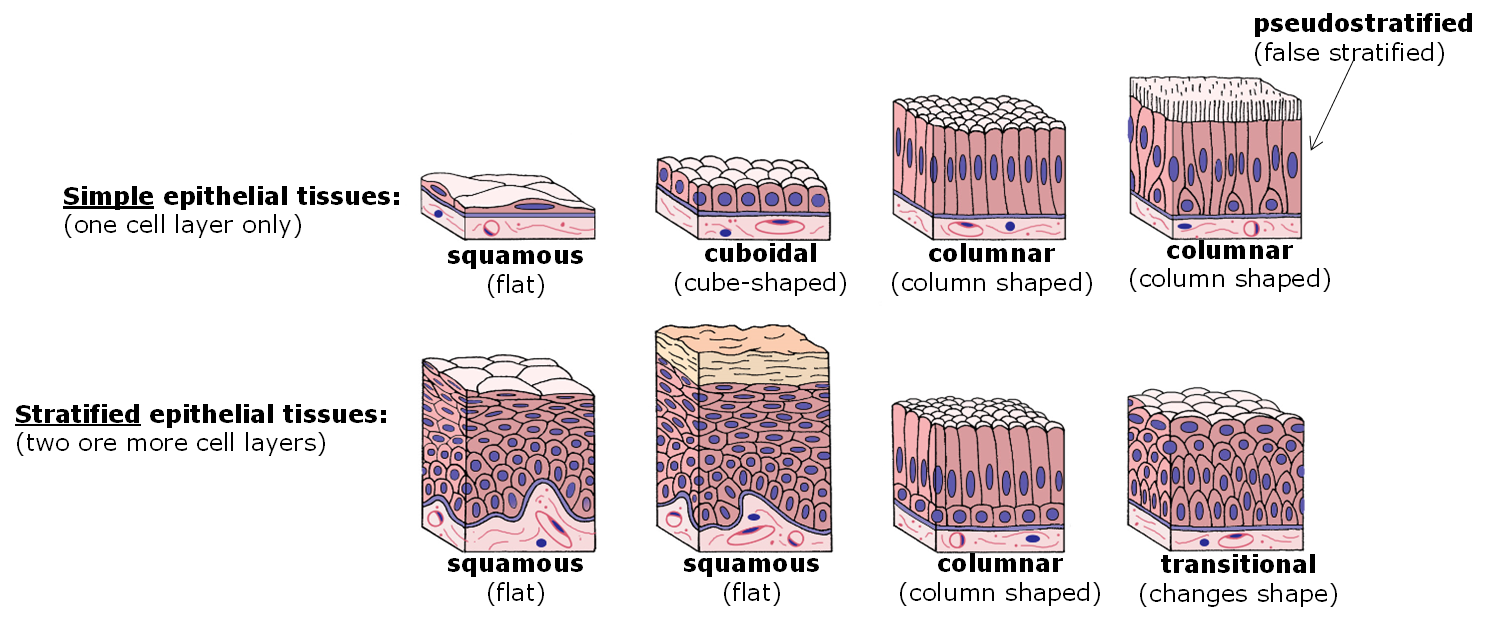 pseudostratified
(false stratified)
Simple epithelial tissues:
(one cell layer only)
squamous
(flat)
cuboidal
(cube-shaped)
columnar
(column shaped)
columnar
(column shaped)
Stratified epithelial tissues:
(two ore more cell layers)
squamous
(flat)
squamous
(flat)
columnar
(column shaped)
transitional
(changes shape)